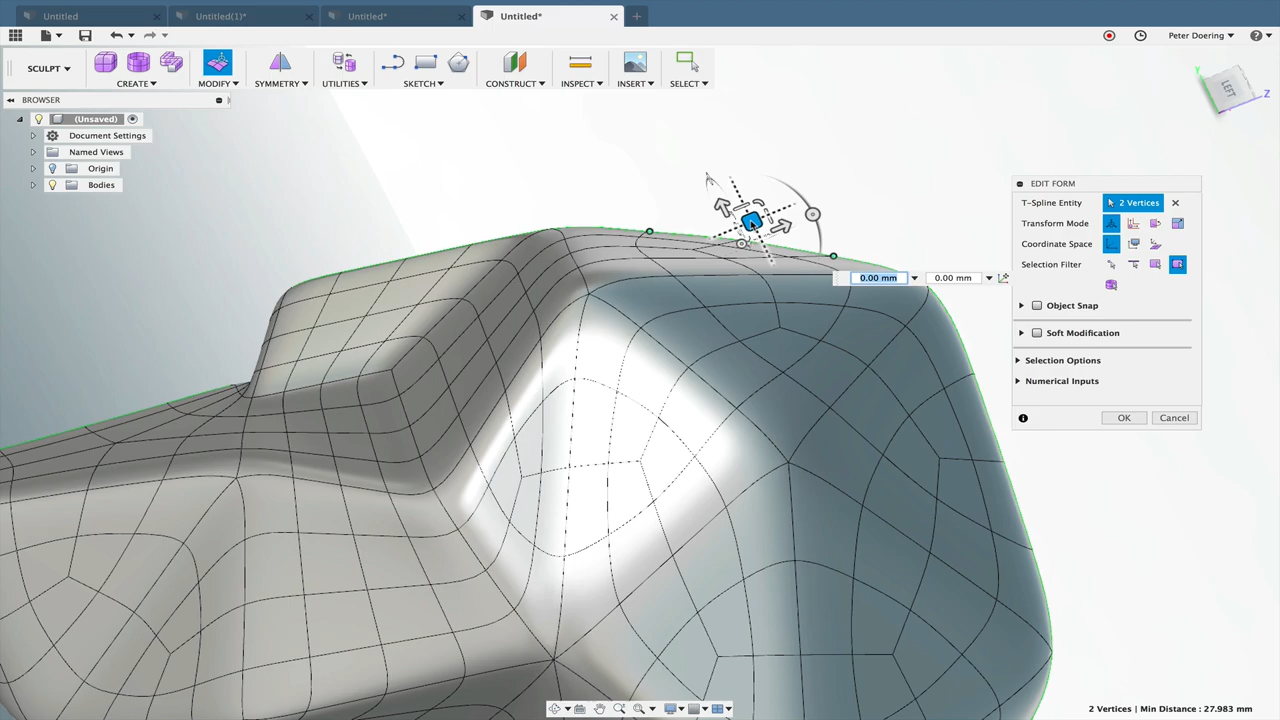 Untitled
Untitled(1)*
Untitled*
Untitled*
Peter Doering
SCULPT
CREATE
MODIFY
SYMMETRY
UTILITIES
SKETCH
CONSTRUCT
INSPECT
INSERT
SELECT
BROWSER
(Unsaved)
Document Settings
Named Views
Origin
Bodies
Y
LEFT
Z
0.00 mm
0.00 mm
EDIT FORM
T-Spline Entity
2 Vertices
Transform Mode
Coordinate Space
Selection Filter
Object Snap
Soft Modification
Selection Options
Numerical Inputs
OK
Cancel
2 Vertices | Min Distance : 27.983 mm